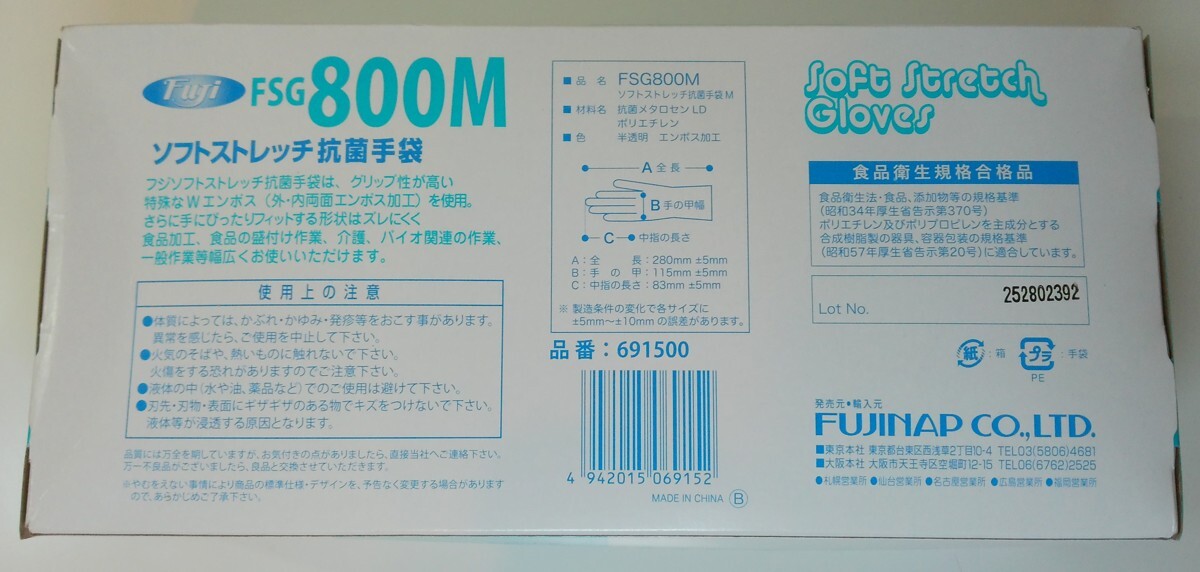 Fuji FSG800M
ソフトストレッチ抗菌手袋
フジソフトストレッチ抗菌手袋は、グリップ性が高い
特殊なWエンボス（外・内両面エンボス加工）を使用。
さらに手にぴったりフィットする形状はズレにくく
食品加工、食品の盛付け作業、介護、バイオ関連の作業、
一般作業等幅広くお使いいただけます。
使用上の注意
●体質によっては、かぶれ・かゆみ・発疹等をおこす事があります。
異常を感じたら、ご使用を中止して下さい。
●火気のそばや、熱いものに触れないで下さい。
火傷をする恐れがありますのでご注意下さい。
●液体の中（水や油、薬品など）でのご使用は避けて下さい。
●刃先・刃物・表面にギザギザのある物でキズをつけないで下さい。
液体等が浸透する原因となります。
品質には万全を期していますが、お気付きの点がありましたら、直接当社へご連絡下さい。
万一不良品がございましたら、良品と交換させていただきます。
※やむをえない事情により商品の標準仕様・デザインを、予告なく変更する場合があります
ので、あらかじめご了承下さい。
■品名 FSG800M
ソフトストレッチ抗菌手袋M
■材料名 抗菌メタロセンLD
ポリエチレン
■色 半透明 エンボス加工
A 全長
B 手の甲幅
C 中指の長さ
A：全長：280mm ±5mm
B：手の甲：115mm ±5mm
C：中指の長さ：83mm ±5mm
※ 製造条件の変化で各サイズに
±5mm～±10mmの誤差があります。
品番：691500
4 942015 069152
MADE IN CHINA Ⓑ
Soft Stretch
Gloves
食品衛生規格合格品
食品衛生法・食品、添加物等の規格基準
（昭和34年厚生省告示第370号）
ポリエチレン及びポリプロピレンを主成分とする
合成樹脂製の器具、容器包装の規格基準
（昭和57年厚生省告示第20号）に適合しています。
252802392
Lot No.
紙：箱 プラ：手袋
PE
発売元・輸入元
FUJINAP CO.,LTD.
■東京本社 東京都台東区西浅草2丁目10-4 TEL03(5806)4681
■大阪本社 大阪市天王寺区空堀町12-15 TEL06(6762)2525
●札幌営業所 ●仙台営業所 ●名古屋営業所 ●広島営業所 ●福岡営業所